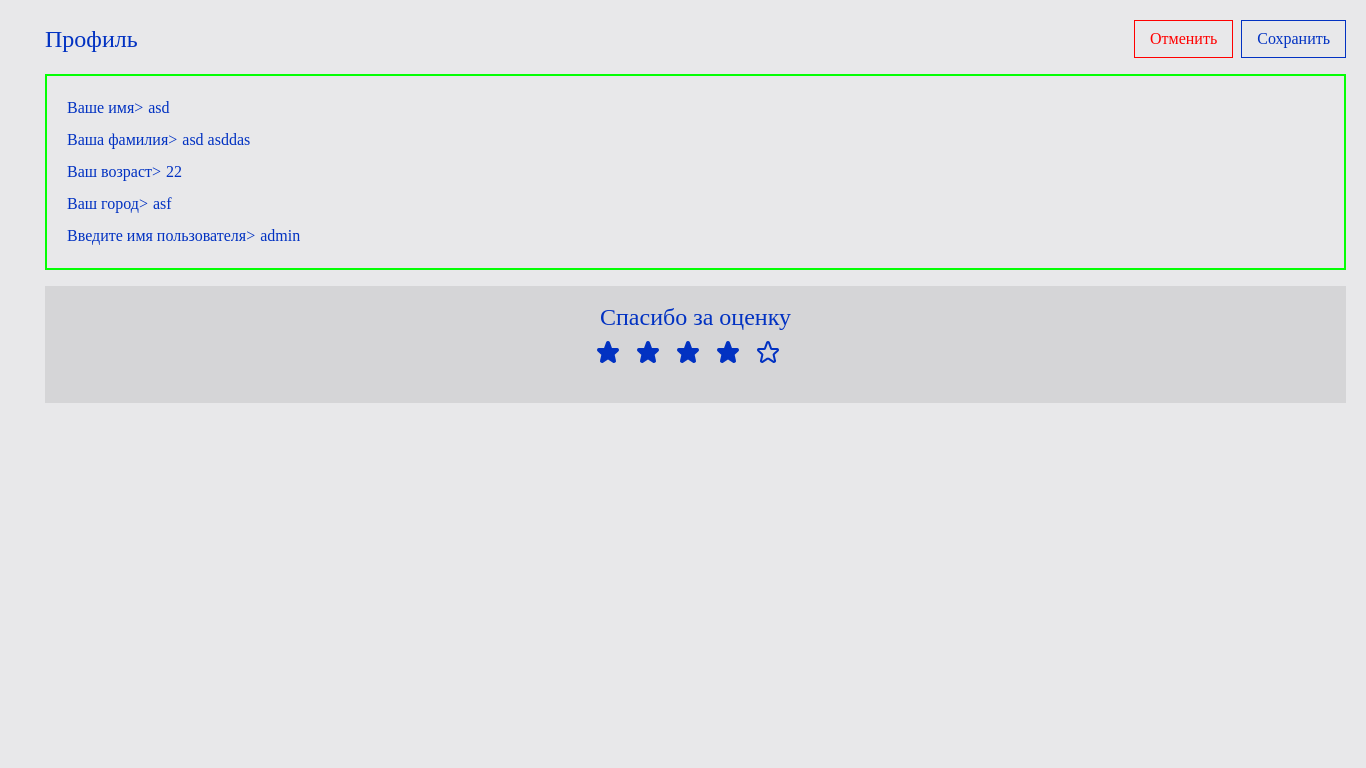 Профиль
Отменить
Сохранить
Ваше имя> asd
Ваша фамилия> asd asddas
Ваш возраст> 22
Ваш город> asf
Введите имя пользователя> admin
Спасибо за оценку